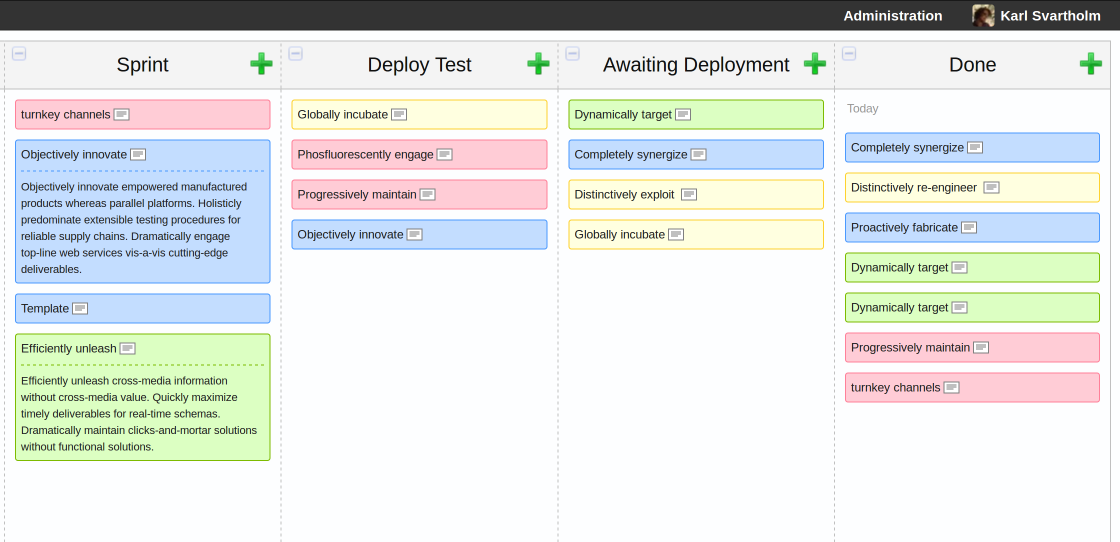 Administration
Karl Svartholm
Sprint
Deploy Test
Awaiting Deployment
Done
turnkey channels
Objectively innovate
Objectively innovate empowered manufactured
products whereas parallel platforms. Holisticly
predominate extensible testing procedures for
reliable supply chains. Dramatically engage
top-line web services vis-a-vis cutting-edge
deliverables.
Template
Efficiently unleash
Efficiently unleash cross-media information
without cross-media value. Quickly maximize
timely deliverables for real-time schemas.
Dramatically maintain clicks-and-mortar solutions
without functional solutions.
Globally incubate
Phosfluorescently engage
Progressively maintain
Objectively innovate
Dynamically target
Completely synergize
Distinctively exploit
Globally incubate
Today
Completely synergize
Distinctively re-engineer
Proactively fabricate
Dynamically target
Dynamically target
Progressively maintain
turnkey channels